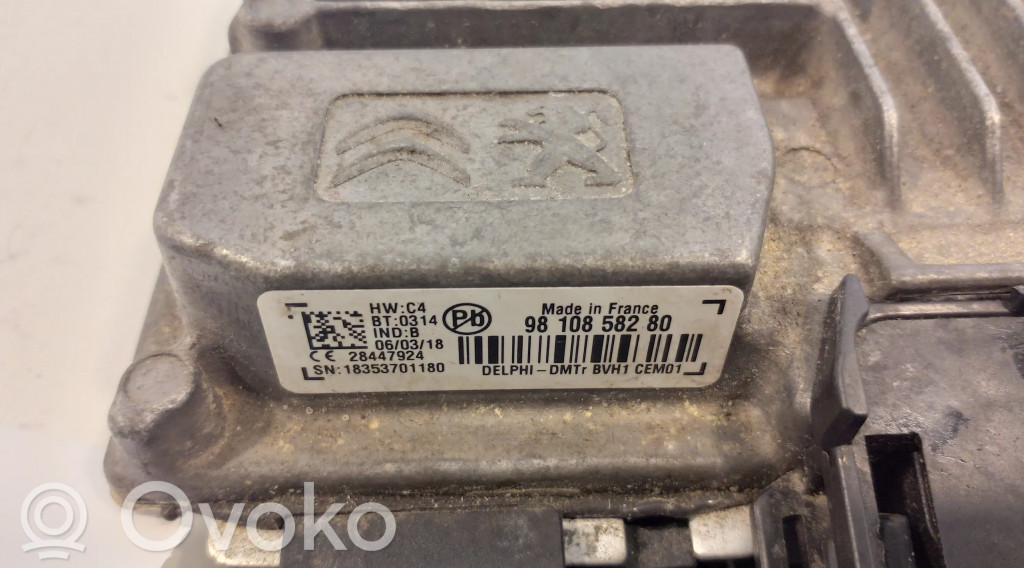 HW:C4
BT:0314
IND:B
06/03/18
28447924
SN:18353701180
Pb
Made in France
98 108 582 80
DELPHI-DMTr BVH1 CEM01
CE
Ovoko